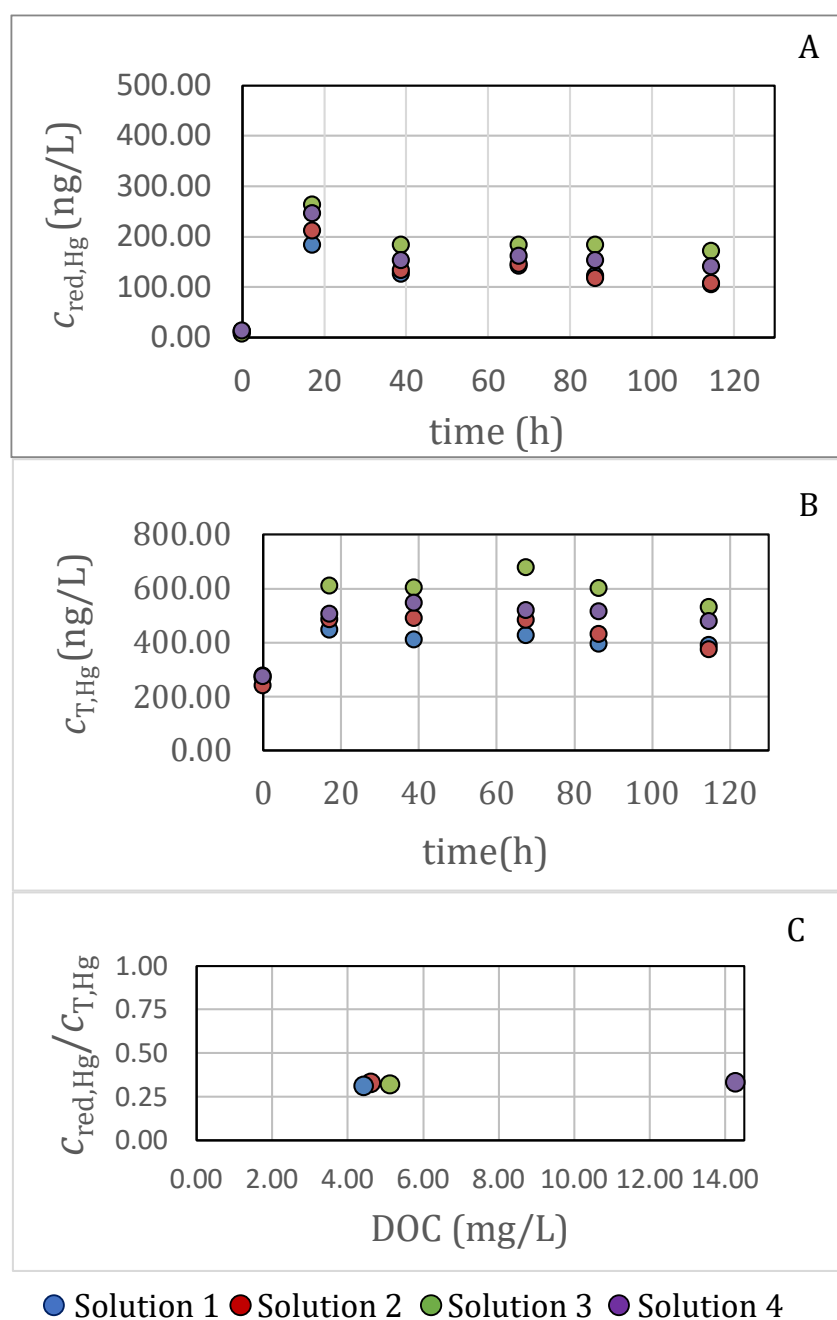 A
500.00
400.00
300.00
200.00
100.00
0.00
c_red,Hg (ng/L)
0 20 40 60 80 100 120
time (h)
B
800.00
600.00
400.00
200.00
0.00
c_T,Hg(ng/L)
0 20 40 60 80 100 120
time(h)
C
1.00
0.75
0.50
0.25
0.00
c_red,Hg/c_T,Hg
0.00 2.00 4.00 6.00 8.00 10.00 12.00 14.00
DOC (mg/L)
Solution 1 Solution 2 Solution 3 Solution 4